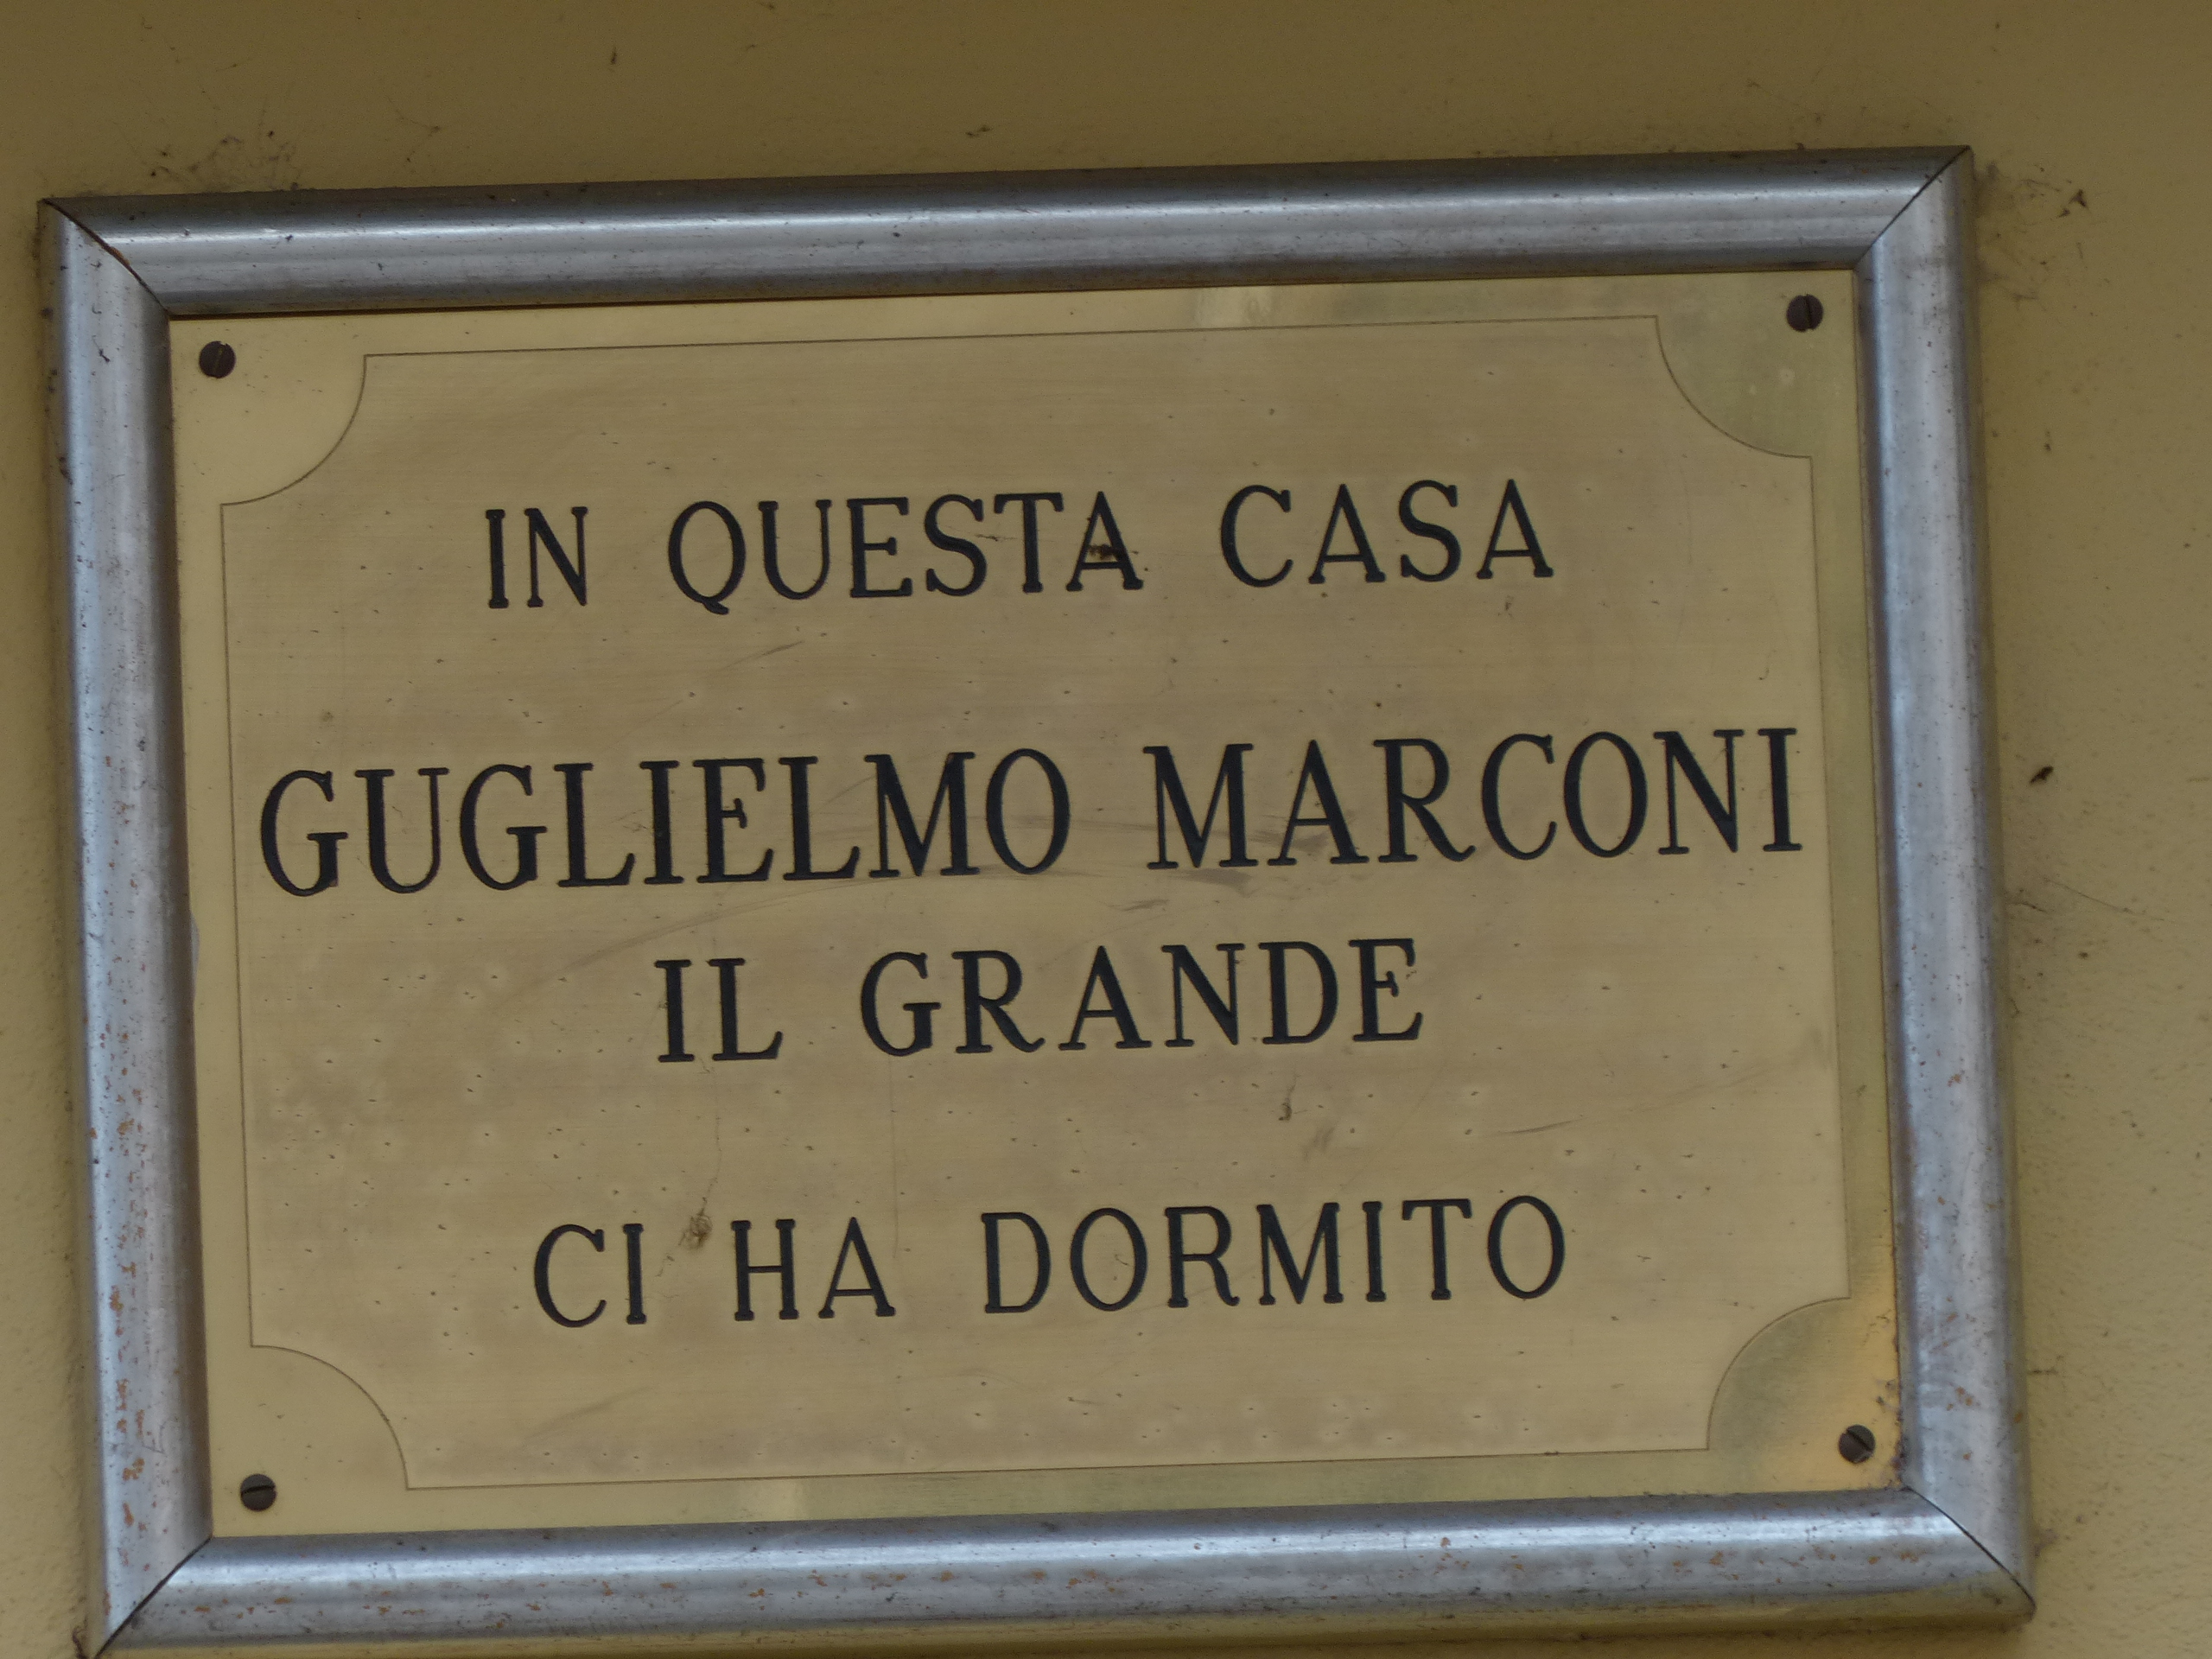 IN QUESTA CASA
GUGLIELMO MARCONI
IL GRANDE
CI HA DORMITO